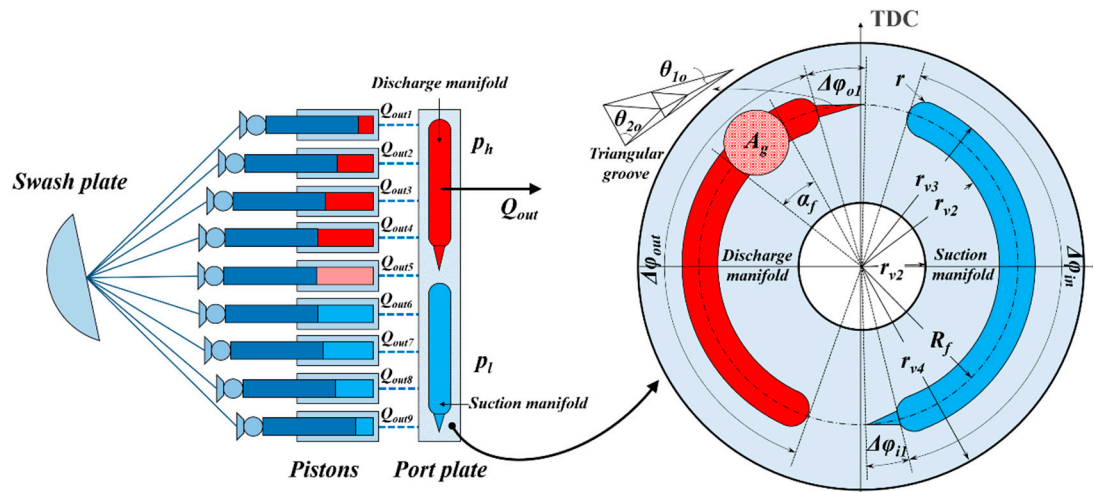 Discharge manifold
Swash plate
Q_out1
Q_out2
Q_out3
Q_out4
Q_out5
Q_out6
Q_out7
Q_out8
Q_out9
p_h
Q_out
p_l
Suction manifold
Pistons
Port plate
TDC
θ_1o
θ_2o
Triangular
groove
Δφ_o1
r
A_g
α_f
r_v3
r_v2
Δφ_out
Discharge
manifold
r_v2
Suction
manifold
Δφ_in
R_f
r_v4
Δφ_i1